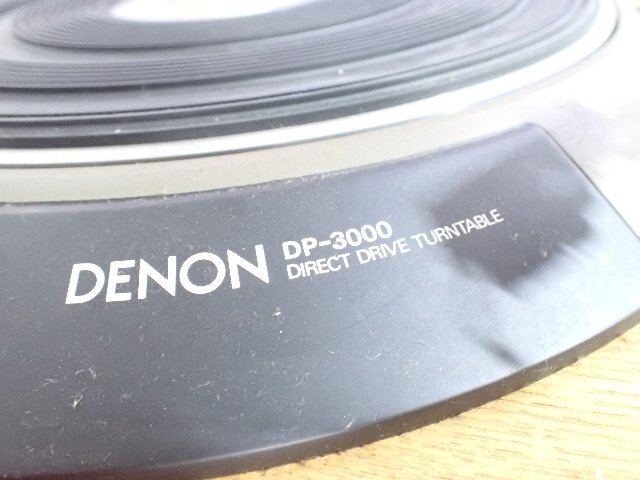 DENON
DP-3000
DIRECT DRIVE TURNTABLE